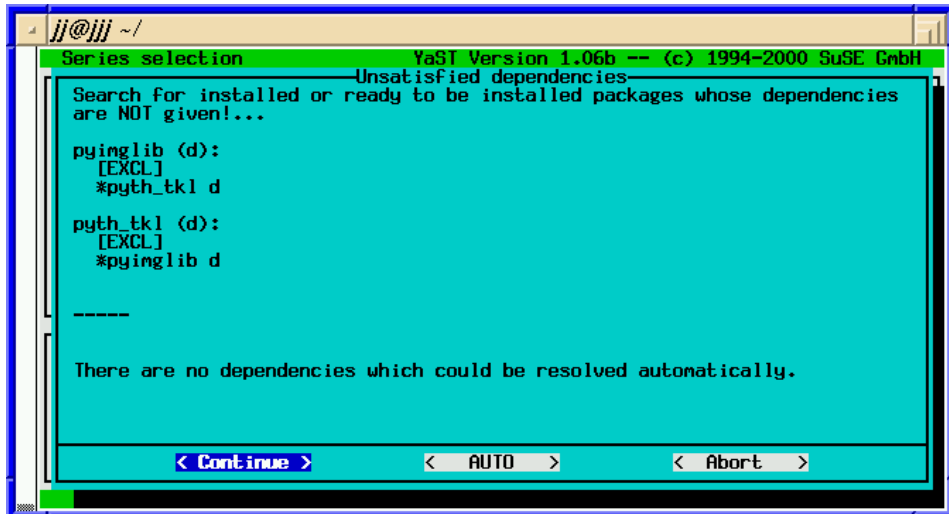 jj@jjj ~/
Series selection YaST Version 1.06b -- (c) 1994-2000 SuSE GmbH
Unsatisfied dependencies
Search for installed or ready to be installed packages whose dependencies
are NOT given!...
pyimglib (d):
[EXCL]
*pyth_tkl d
pyth_tkl (d):
[EXCL]
*pyimglib d
-----
There are no dependencies which could be resolved automatically.
< Continue > < AUTO > < Abort >